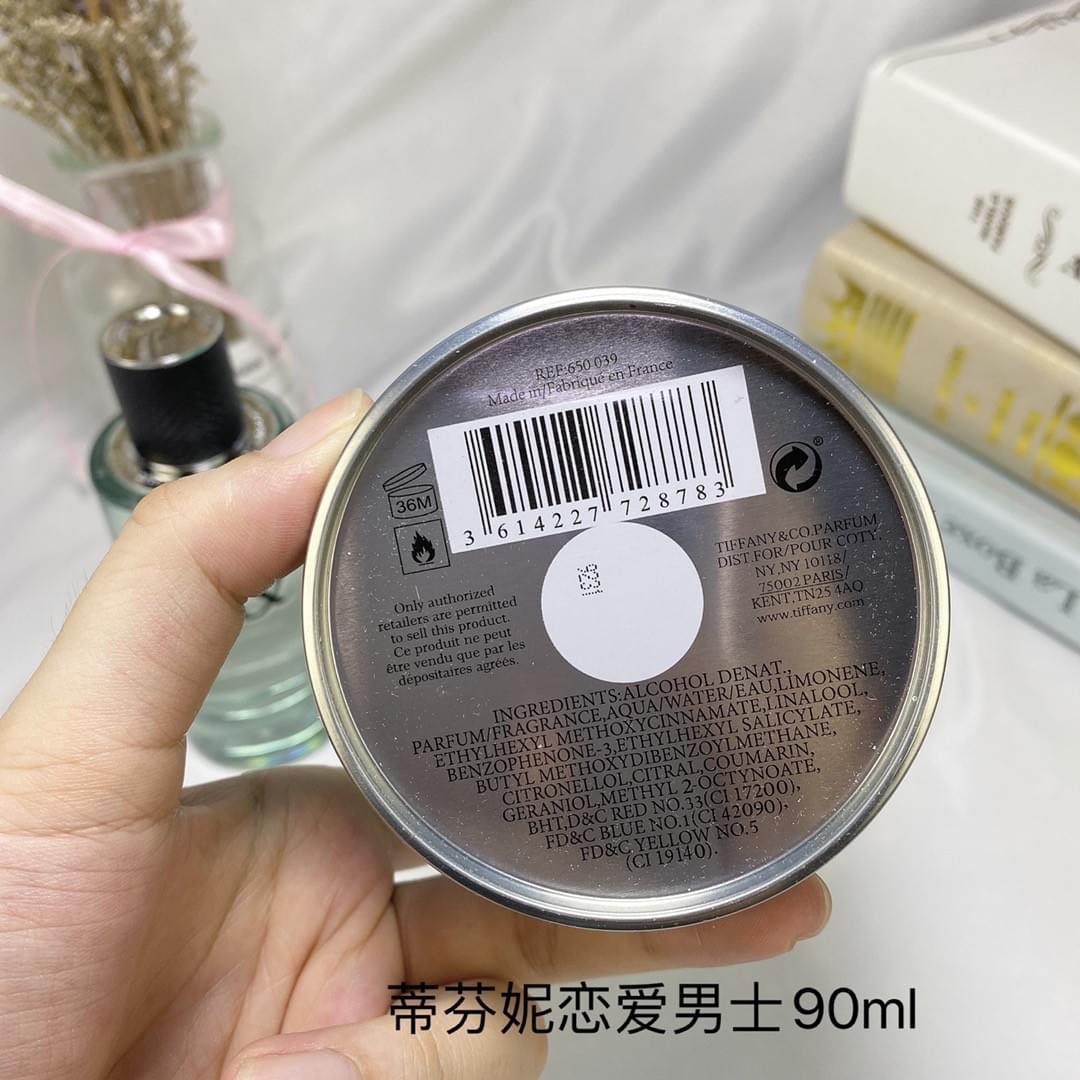 REF:650 039
Made in/Fabriqué en France
3 614227 728783
36M
®
TIFFANY&CO.PARFUM
DIST.FOR/POUR COTY.
NY.NY 10118/
75002 PARIS/
KENT.TN25 4AQ
www.tiffany.com
Only authorized
retailers are permitted
to sell this product.
Ce produit ne peut
être vendu que par les
dépositaires agréés.
INGREDIENTS:ALCOHOL DENAT.,
PARFUM/FRAGRANCE,AQUA/WATER/EAU,LIMONENE,
ETHYLHEXYL METHOXYCINNAMATE,LINALOOL,
BENZOPHENONE-3,ETHYLHEXYL SALICYLATE,
BUTYL METHOXYDIBENZOYLMETHANE,
CITRONELLOL,CITRAL,COUMARIN,
GERANIOL,METHYL 2-OCTYNOATE,
BHT,D&C RED NO.33(CI 17200),
FD&C BLUE NO.1(CI 42090),
FD&C YELLOW NO.5
(CI 19140).
La Boxe
蒂芬妮恋爱男士90ml